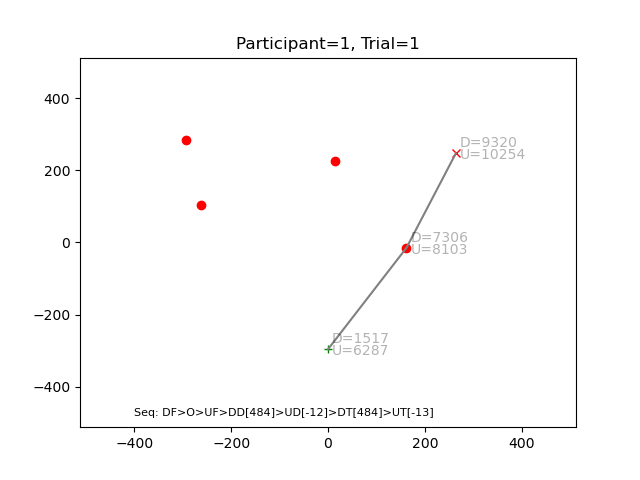 Participant=1, Trial=1
400
200
0
−200
−400
D=9320
U=10254
D=7306
U=8103
D=1517
U=6287
Seq: DF>O>UF>DD[484]>UD[-12]>DT[484]>UT[-13]
−400
−200
0
200
400